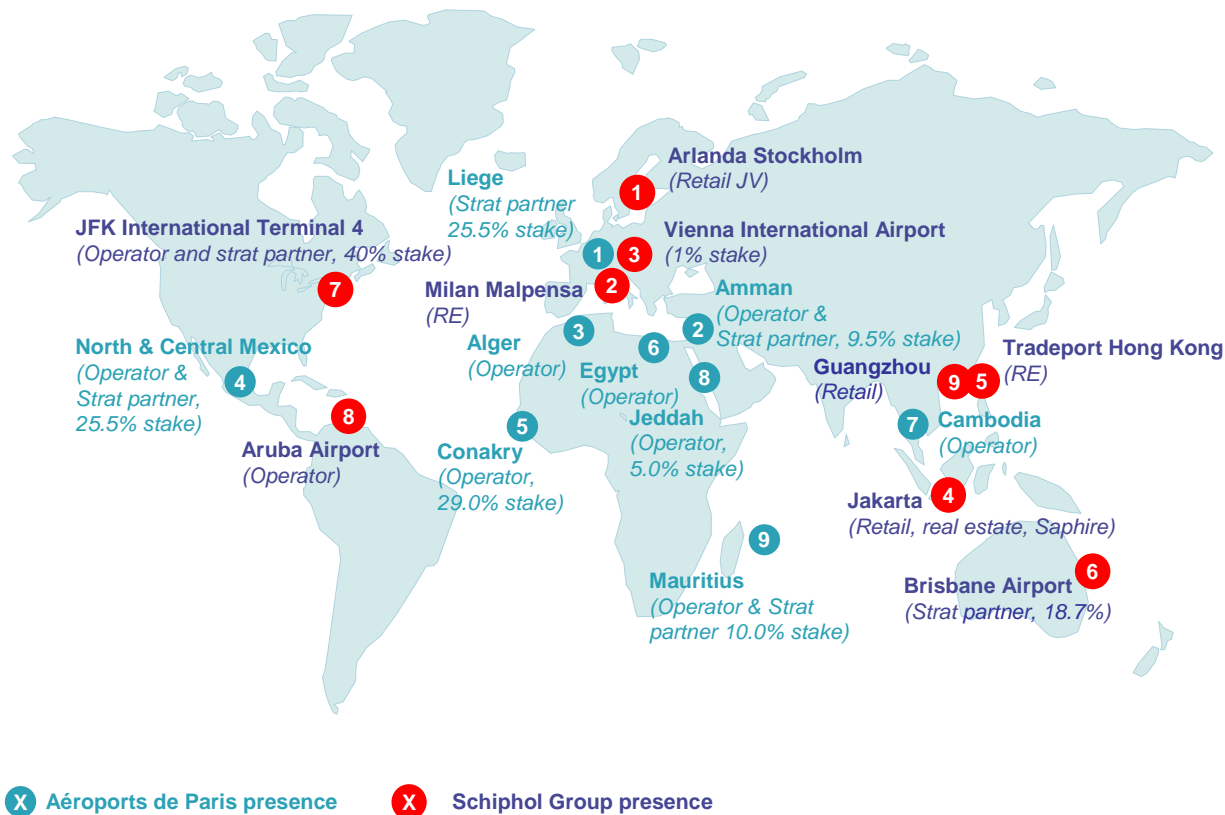 Arlanda Stockholm
(Retail JV)
1
Liege
(Strat partner
25.5% stake)
1
JFK International Terminal 4
(Operator and strat partner, 40% stake)
7
Vienna International Airport
(1% stake)
3
Milan Malpensa
(RE)
2
Amman
(Operator &
Strat partner, 9.5% stake)
2
Alger
(Operator)
3
North & Central Mexico
(Operator &
Strat partner,
25.5% stake)
4
Egypt
(Operator)
6
Tradeport Hong Kong
(RE)
5
Guangzhou
(Retail)
9
Jeddah
(Operator,
5.0% stake)
8
Aruba Airport
(Operator)
8
Conakry
(Operator,
29.0% stake)
5
Cambodia
(Operator)
7
Jakarta
(Retail, real estate, Saphire)
4
Mauritius
(Operator & Strat
partner 10.0% stake)
9
Brisbane Airport
(Strat partner, 18.7%)
6
X Aéroports de Paris presence
X Schiphol Group presence